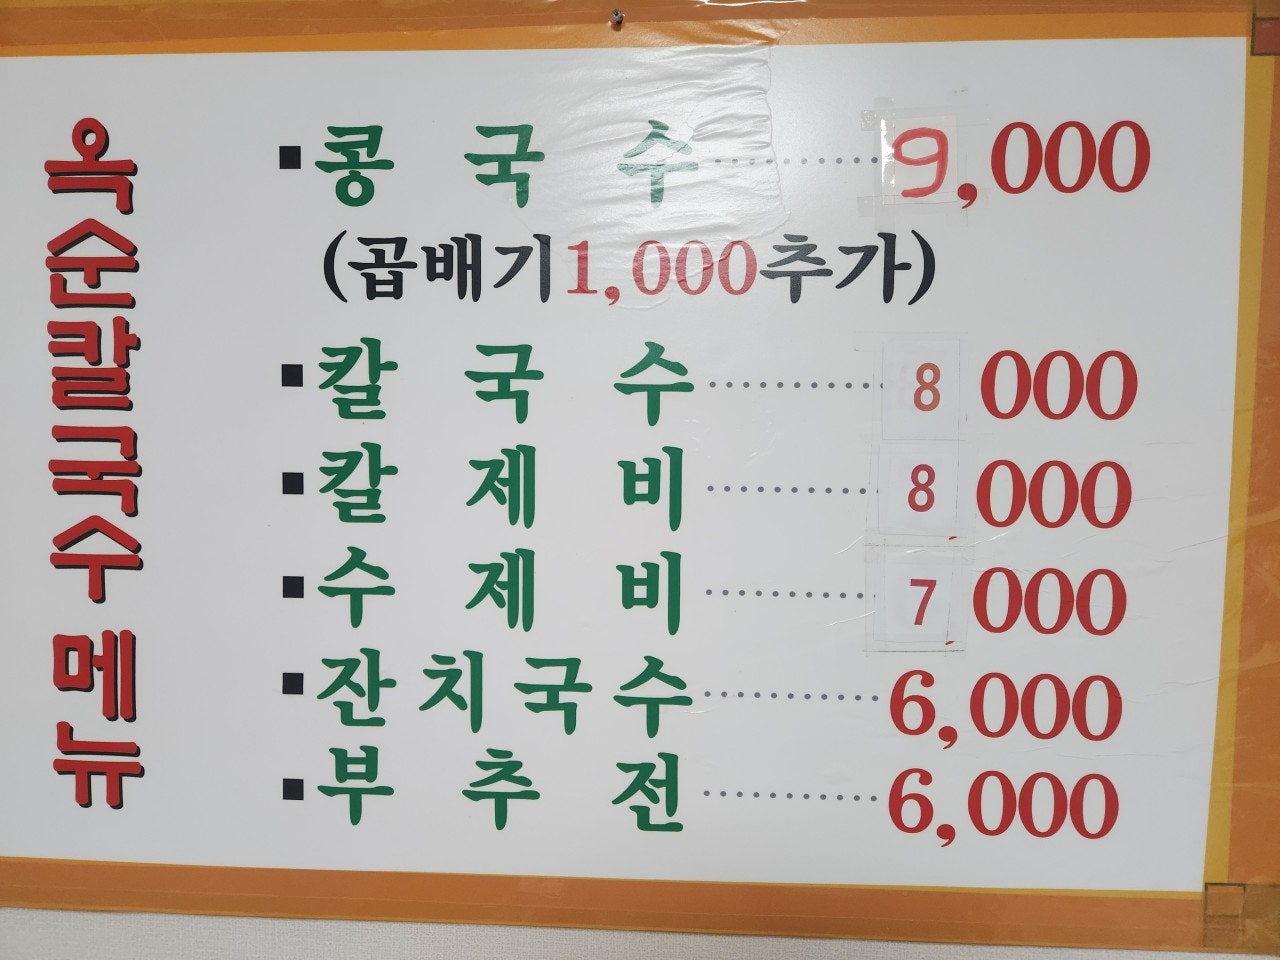 옥순칼국수 메뉴
▪콩국수 ········· 9,000
(곱배기1,000추가)
▪칼국수 ········· 8 000
▪칼제비 ········· 8,000
▪수제비 ········· 7,000
▪잔치국수 ········· 6,000
▪부추전 ········· 6,000